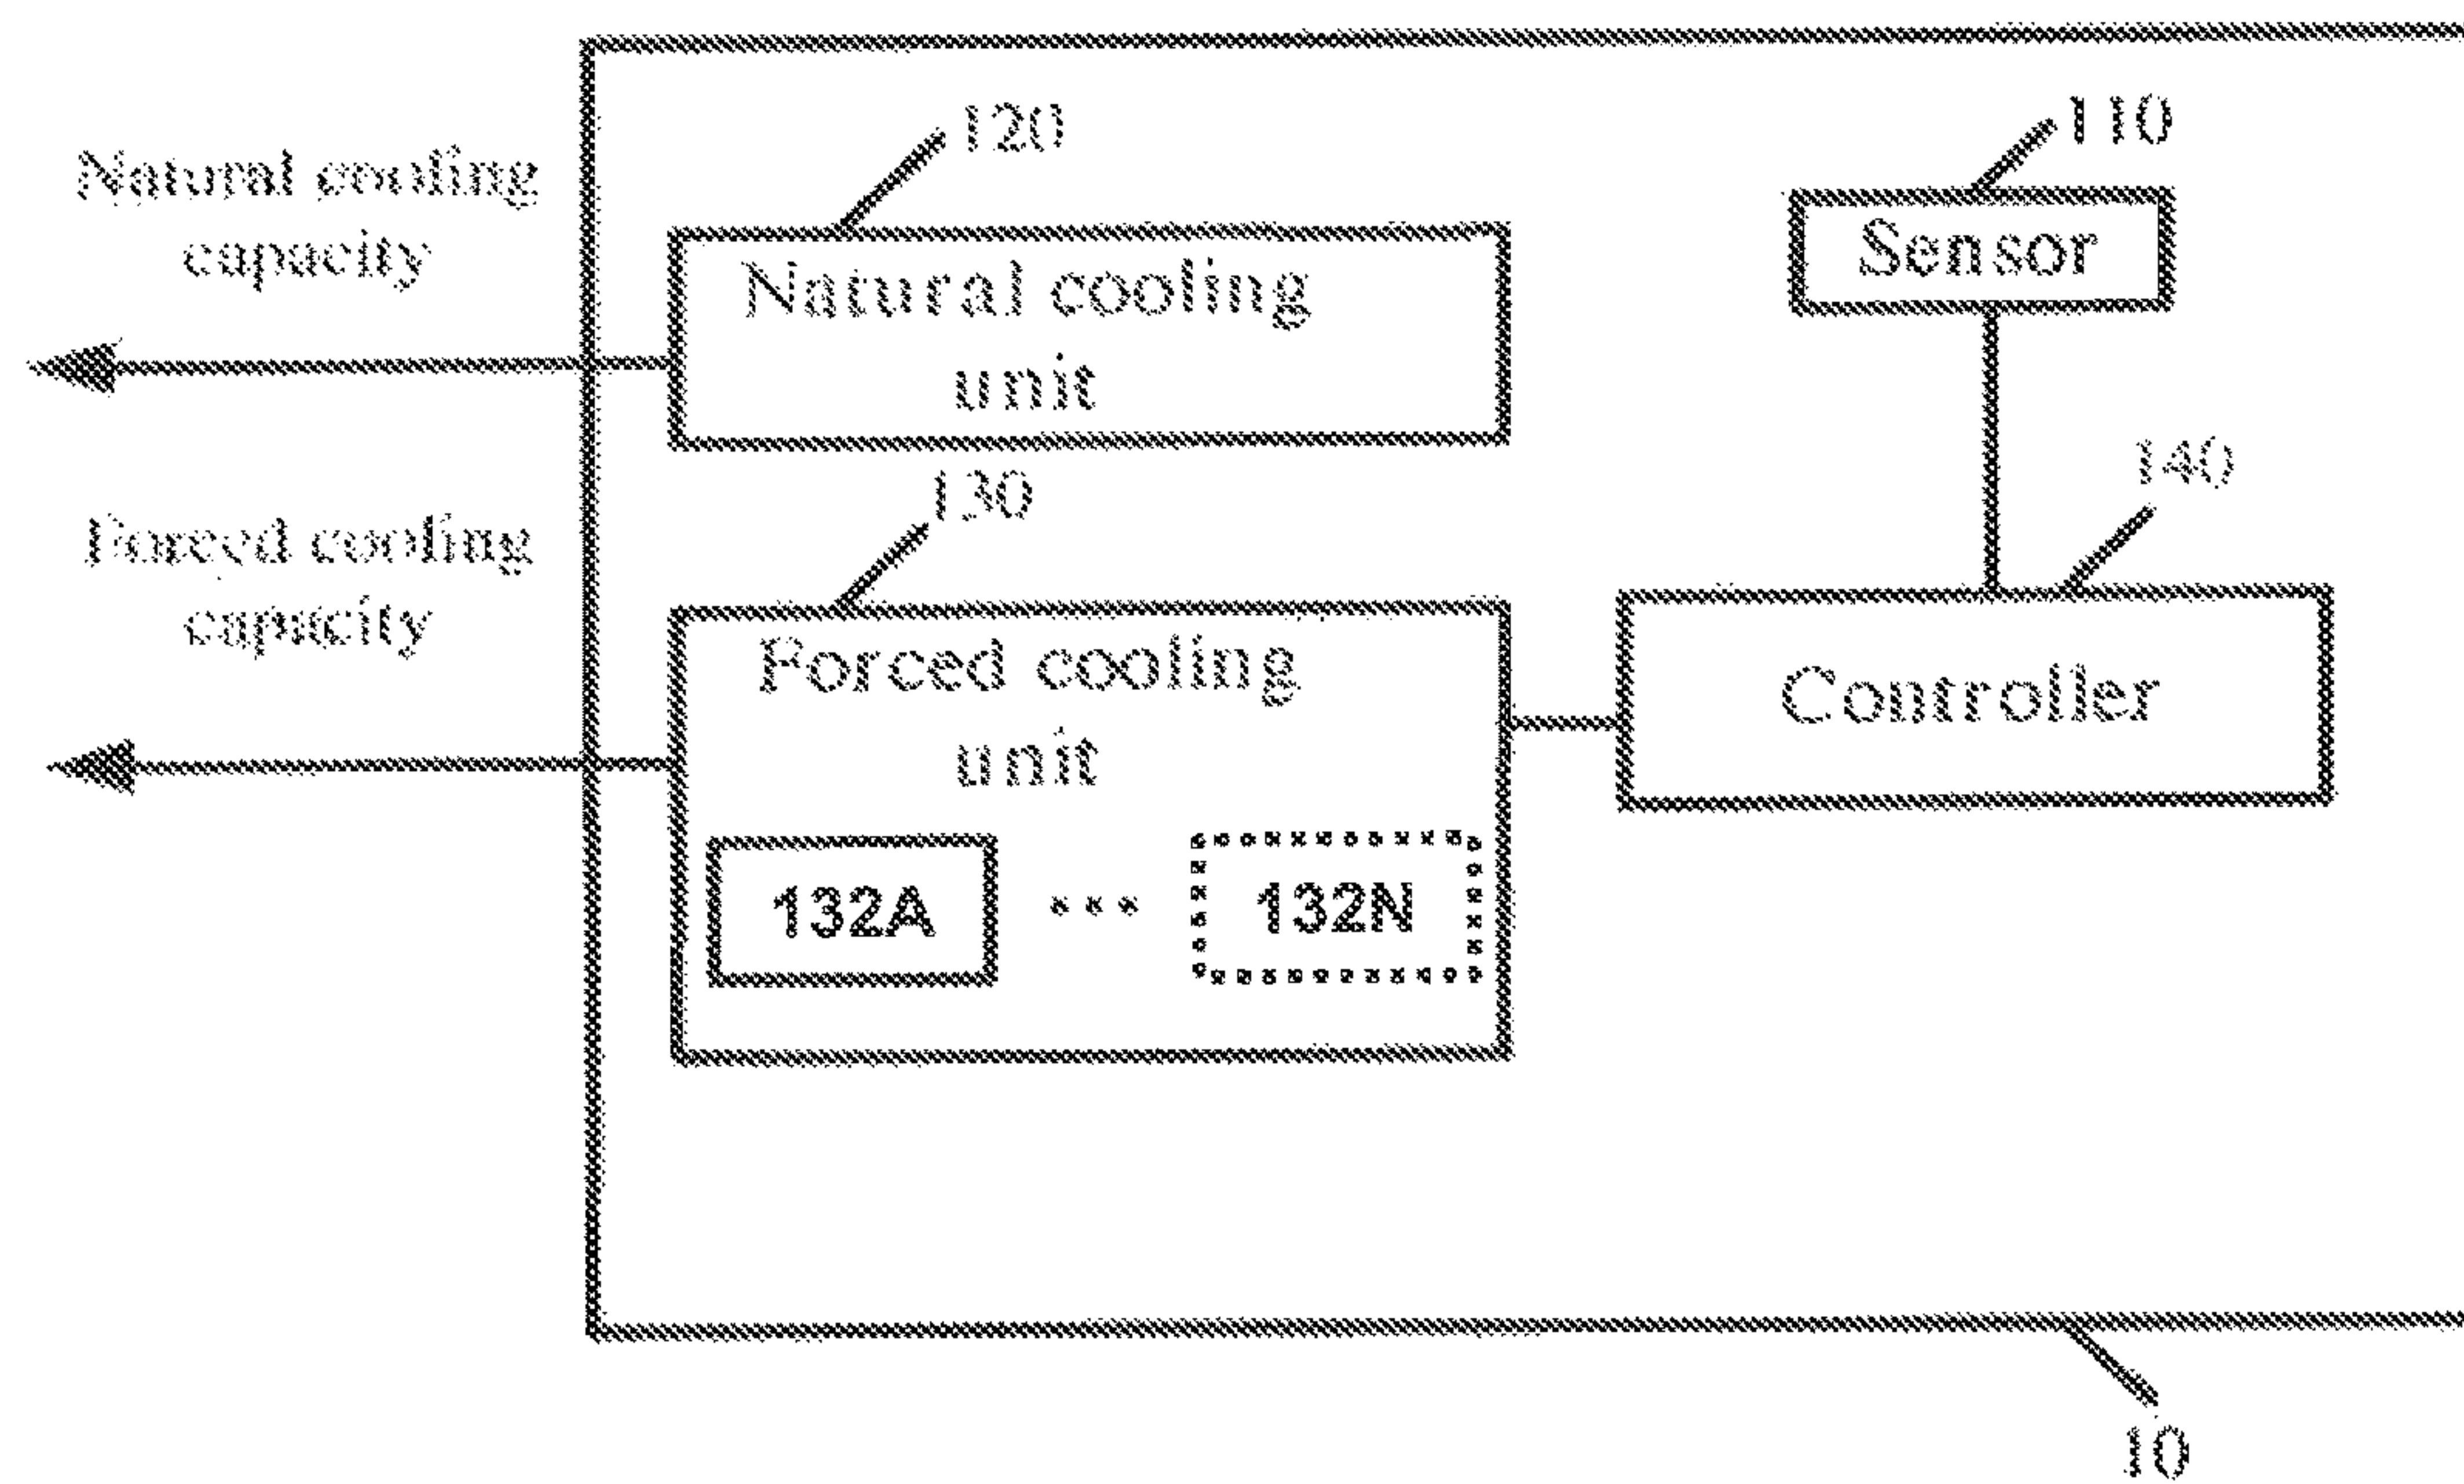 120
110
Natural cooling
capacity
Natural cooling
unit
Sensor
130
140
Forced cooling
capacity
Forced cooling
unit
Controller
132A ... 132N
10